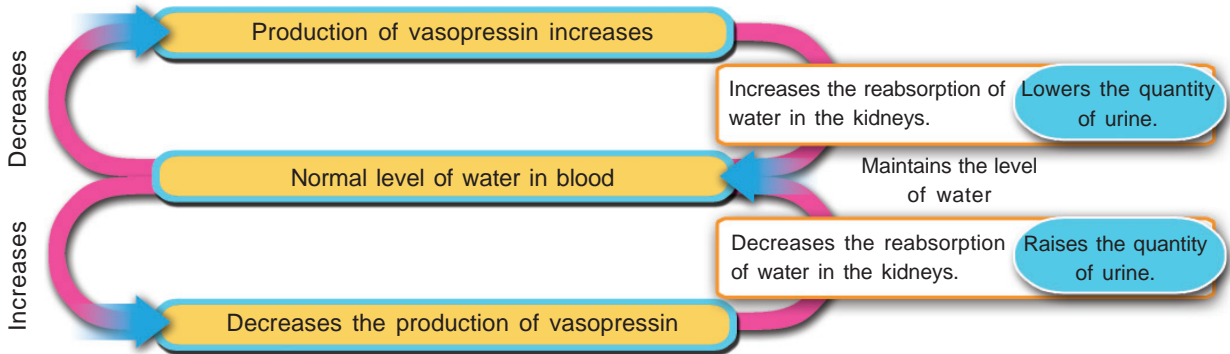 Production of vasopressin increases
Decreases
Increases the reabsorption of
water in the kidneys.
Lowers the quantity
of urine.
Normal level of water in blood
Maintains the level
of water
Increases
Decreases the reabsorption
of water in the kidneys.
Raises the quantity
of urine.
Decreases the production of vasopressin